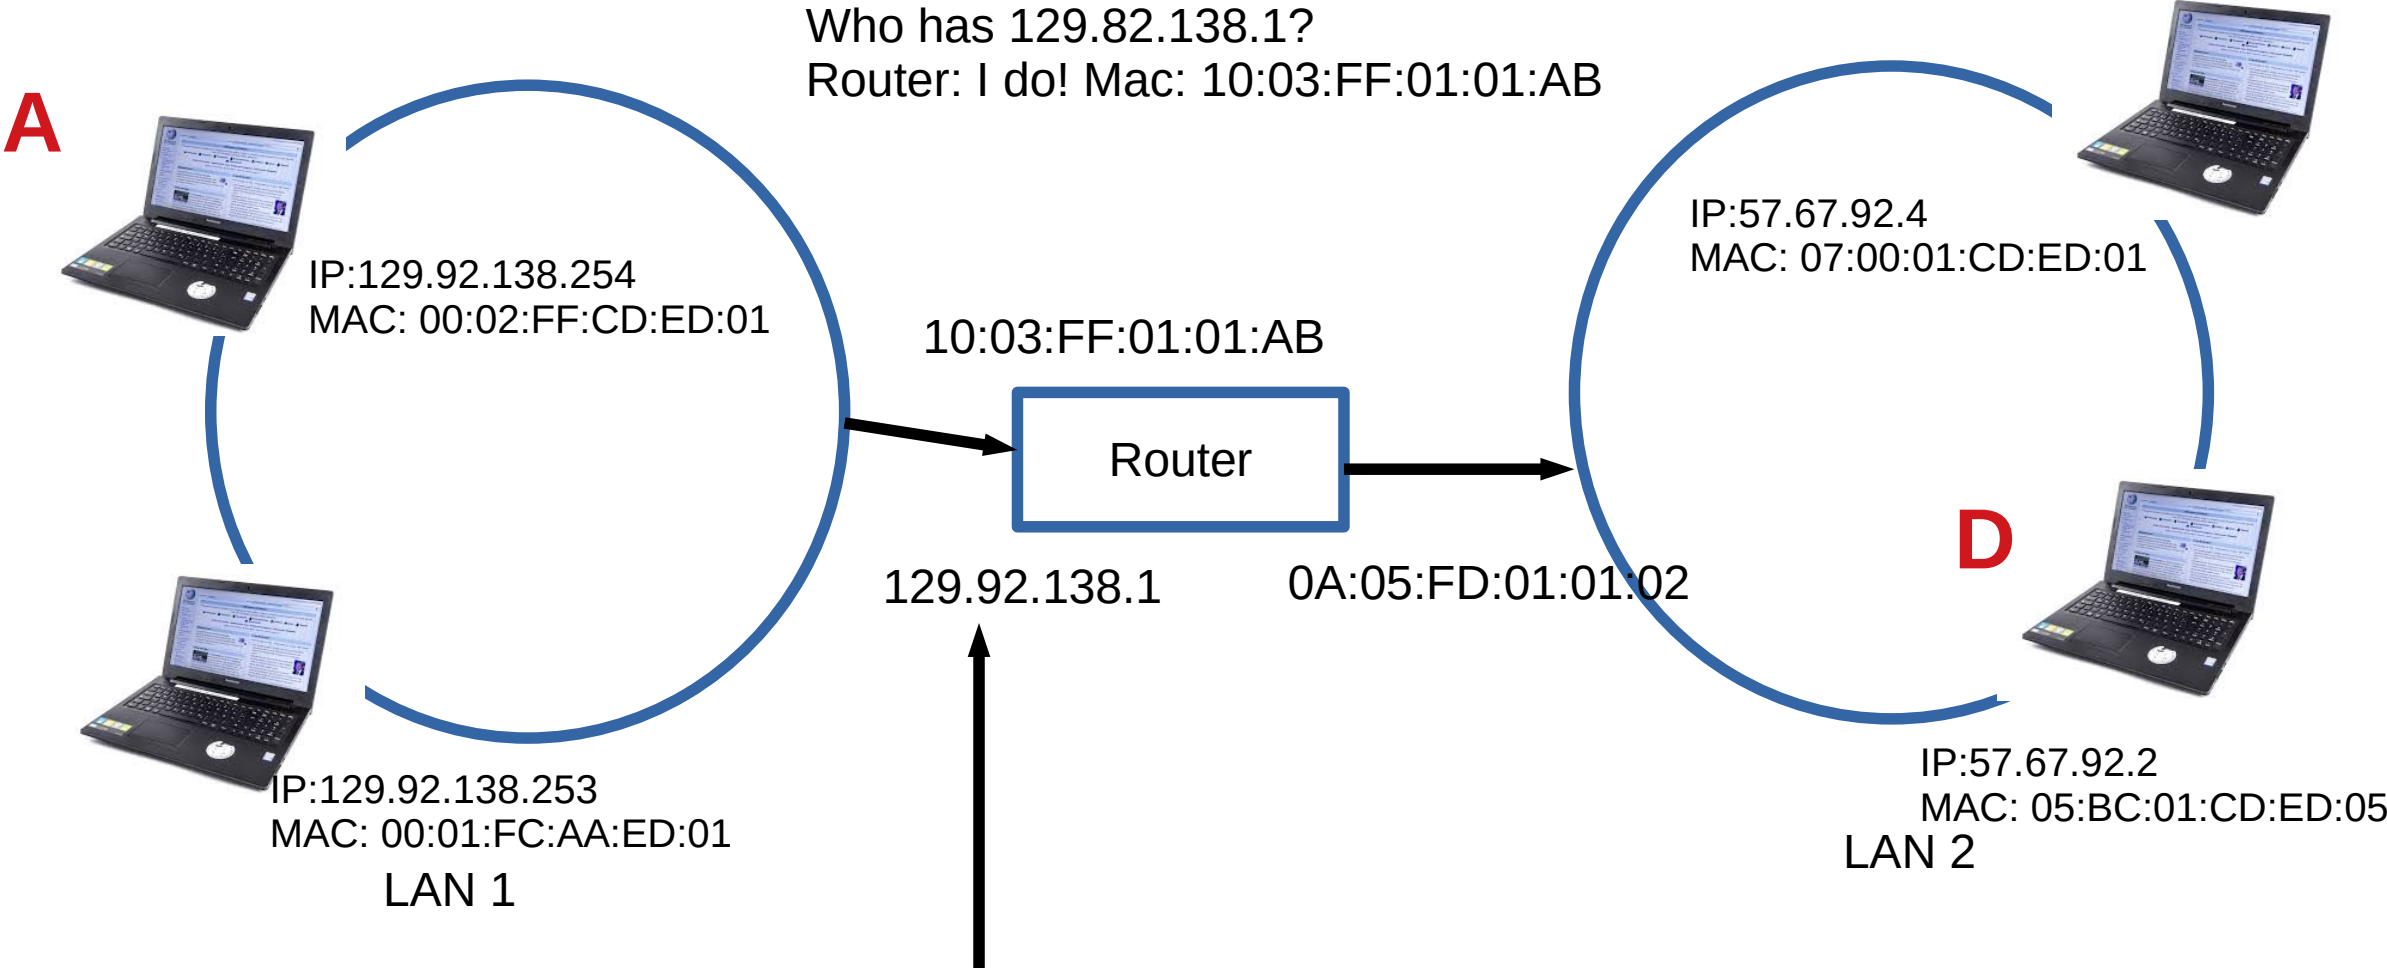 Who has 129.82.138.1?
Router: I do! Mac: 10:03:FF:01:01:AB
A
IP:129.92.138.254
MAC: 00:02:FF:CD:ED:01
IP:57.67.92.4
MAC: 07:00:01:CD:ED:01
10:03:FF:01:01:AB
Router
129.92.138.1
0A:05:FD:01:01:02
D
IP:129.92.138.253
MAC: 00:01:FC:AA:ED:01
LAN 1
IP:57.67.92.2
MAC: 05:BC:01:CD:ED:05
LAN 2